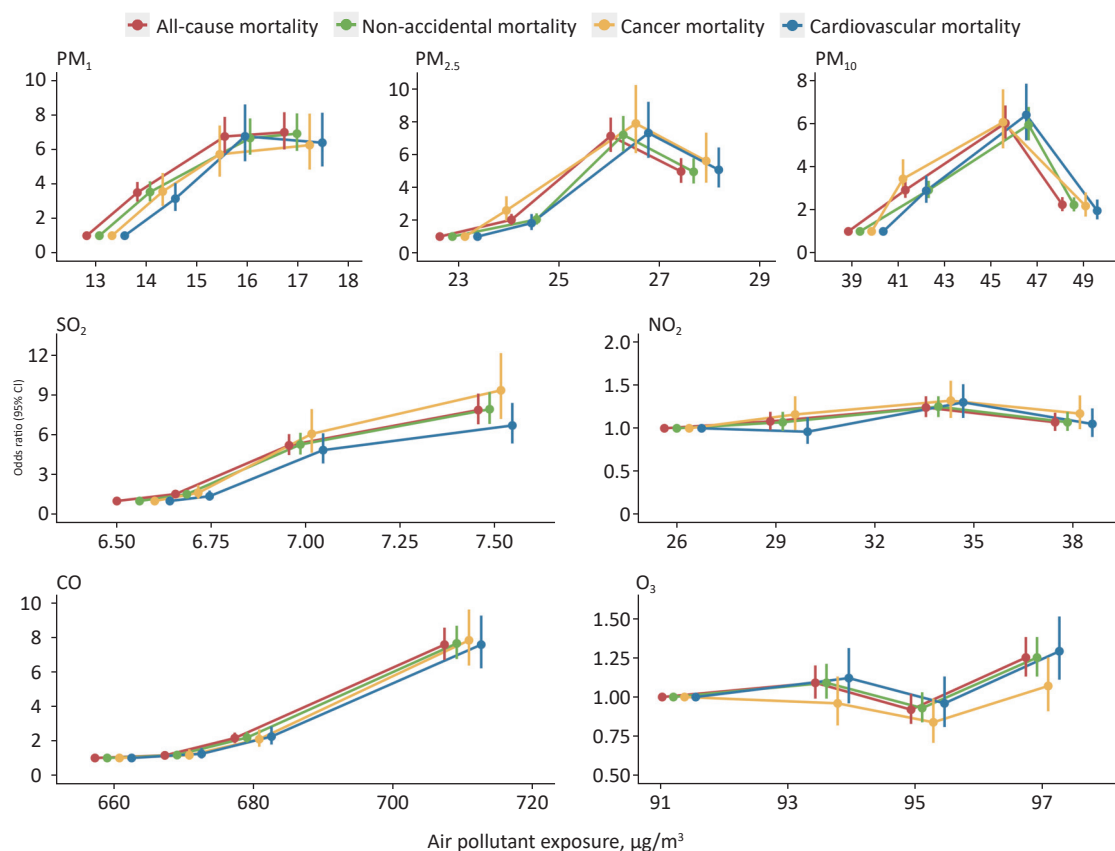 All-cause mortality Non-accidental mortality Cancer mortality Cardiovascular mortality
PM1 PM2.5 PM10
10 8 6 4 2 0
13 14 15 16 17 18
10 8 6 4 2 0
23 25 27 29
8 6 4 2 0
39 41 43 45 47 49
SO2 NO2
Odds ratio (95% CI)
12 9 6 3 0
6.50 6.75 7.00 7.25 7.50
2.0 1.5 1.0 0.5 0
26 29 32 35 38
CO O3
10 8 6 4 2 0
660 680 700 720
1.50 1.25 1.00 0.75 0.50
91 93 95 97
Air pollutant exposure, μg/m³